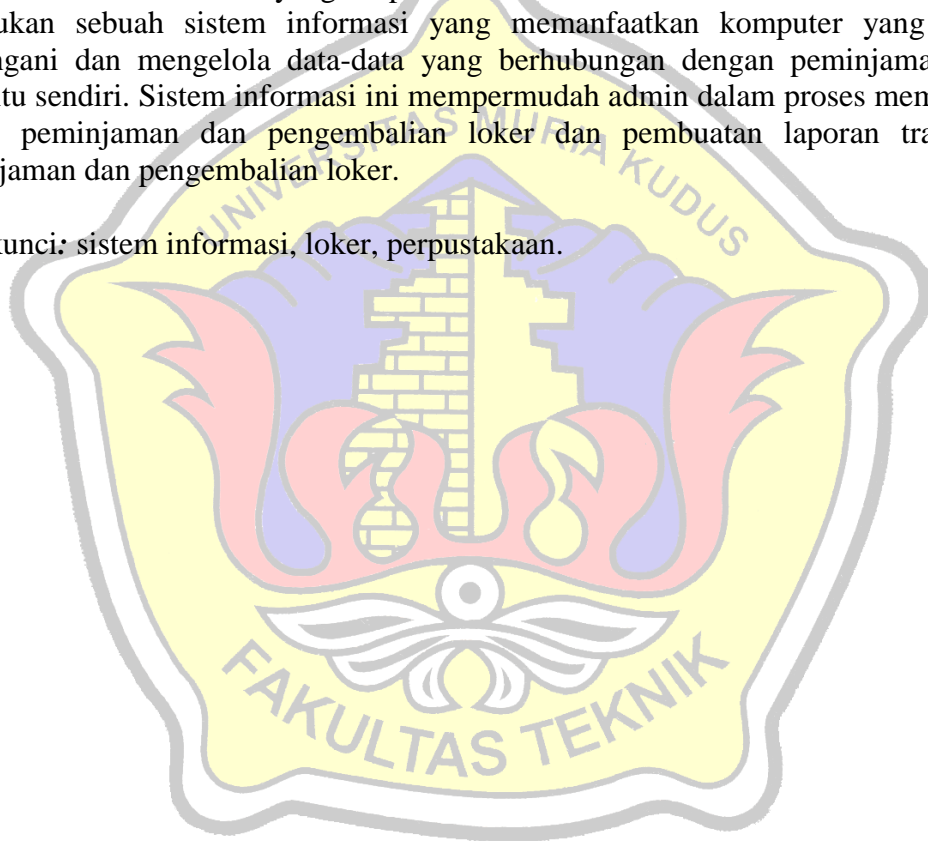 ukan sebuah sistem informasi yang memanfaatkan komputer yang
ngani dan mengelola data-data yang berhubungan dengan peminjama
tu sendiri. Sistem informasi ini mempermudah admin dalam proses mem
peminjaman dan pengembalian loker dan pembuatan laporan tra
jaman dan pengembalian loker.
kunci: sistem informasi, loker, perpustakaan.
UNIVERSITAS MURIA KUDUS
FAKULTAS TEKNIK